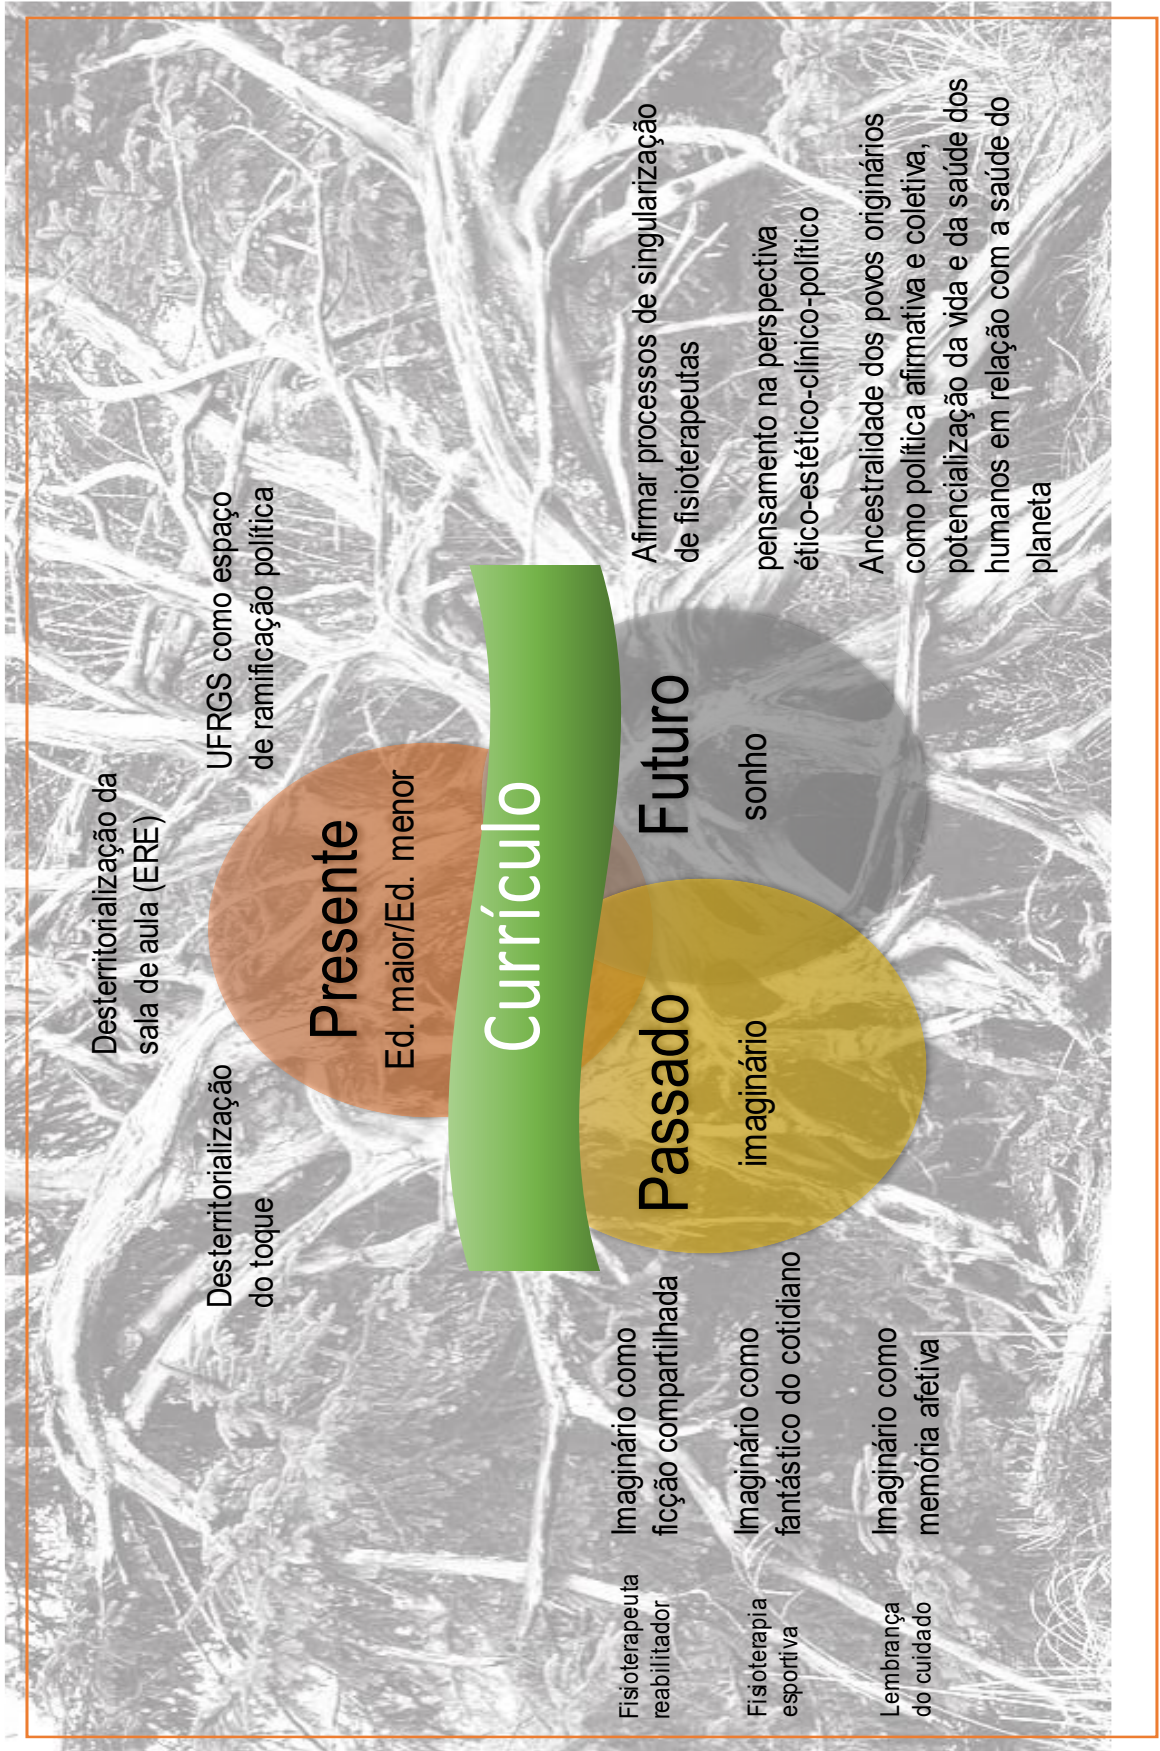 Desterritorialização da
sala de aula (ERE)
Desterritorialização
do toque
UFRGS como espaço
de ramificação política
Presente
Ed. maior/Ed. menor
Currículo
Passado
imaginário
Futuro
sonho
Fisioterapeuta
reabilitador
Imaginário como
ficção compartilhada
Fisioterapia
esportiva
Imaginário como
fantástico do cotidiano
Lembrança
do cuidado
Imaginário como
memória afetiva
Afirmar processos de singularização
de fisioterapeutas
pensamento na perspectiva
ético-estético-clínico-político
Ancestralidade dos povos originários
como política afirmativa e coletiva,
potencialização da vida e da saúde dos
humanos em relação com a saúde do
planeta